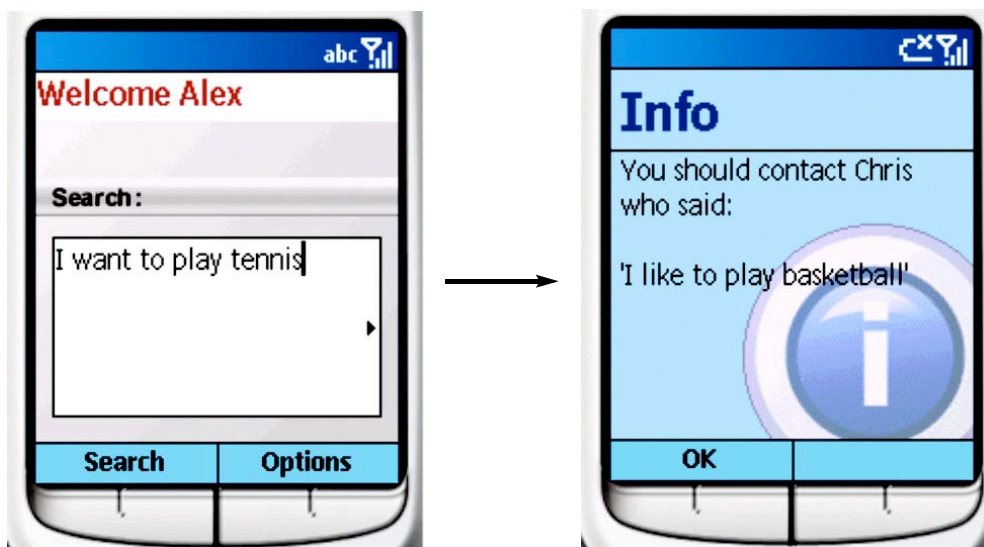 abc
Welcome Alex
Search:
I want to play tennis
Search Options
Info
You should contact Chris
who said:
'I like to play basketball'
OK